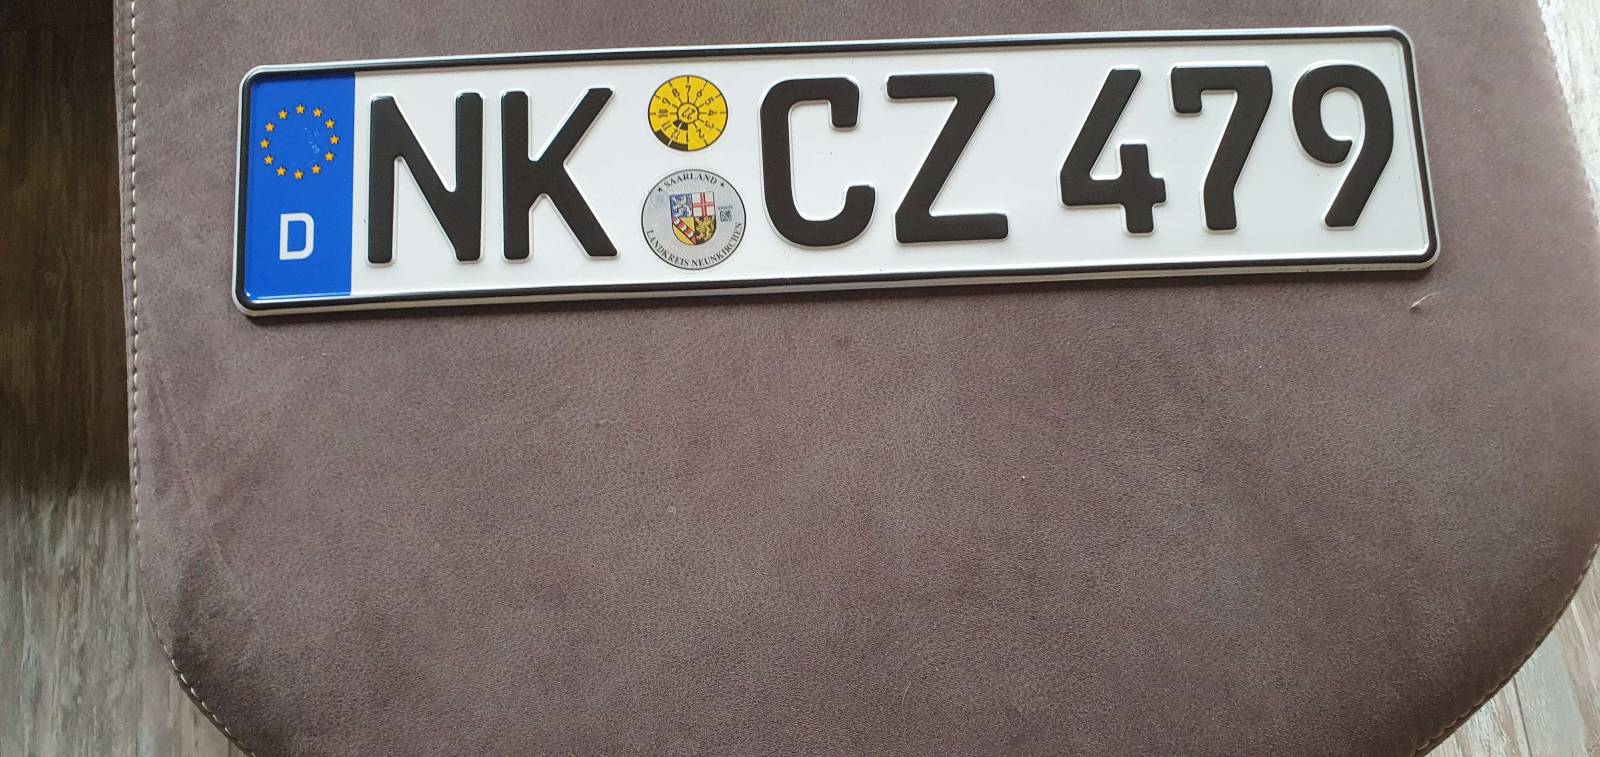 D NK CZ 479
SAARLAND
LANDKREIS NEUNKIRCHEN